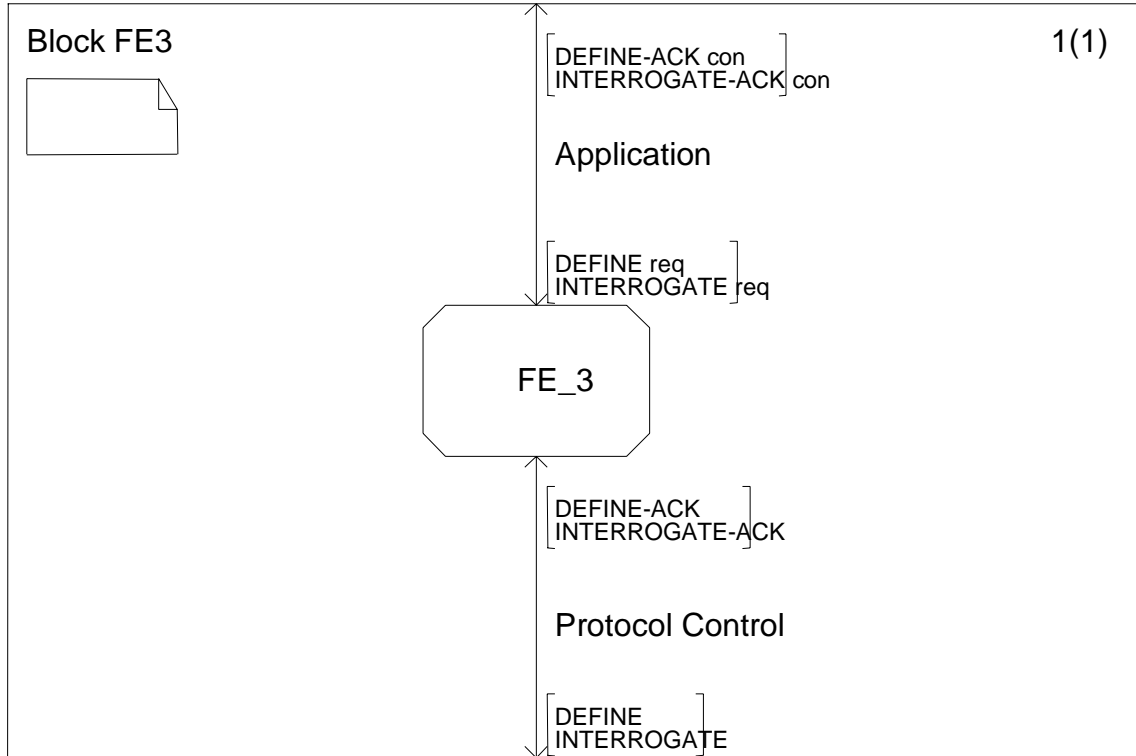 Block FE3
1(1)
DEFINE-ACK con
INTERROGATE-ACK con
Application
DEFINE req
INTERROGATE req
FE_3
DEFINE-ACK
INTERROGATE-ACK
Protocol Control
DEFINE
INTERROGATE